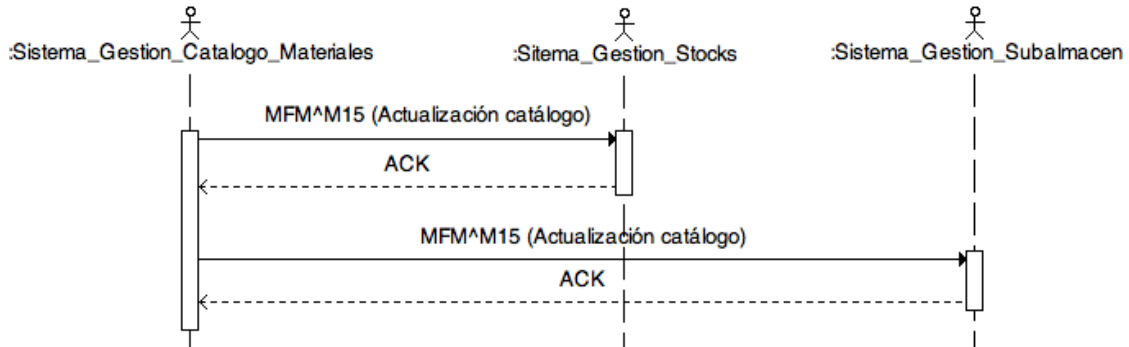 :Sistema_Gestion_Catalogo_Materiales :Sitema_Gestion_Stocks :Sistema_Gestion_Subalmacen
MFM^M15 (Actualización catálogo)
ACK
MFM^M15 (Actualización catálogo)
ACK